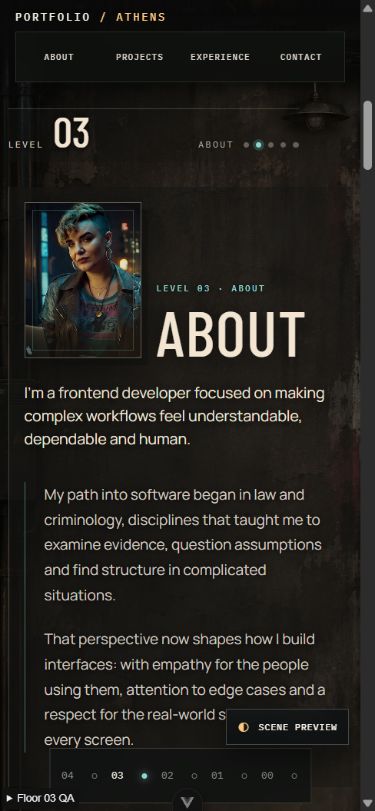 PORTFOLIO / ATHENS
ABOUT PROJECTS EXPERIENCE CONTACT
LEVEL 03 ABOUT
LEVEL 03 · ABOUT
ABOUT
I'm a frontend developer focused on making
complex workflows feel understandable,
dependable and human.
My path into software began in law and
criminology, disciplines that taught me to
examine evidence, question assumptions
and find structure in complicated
situations.
That perspective now shapes how I build
interfaces: with empathy for the people
using them, attention to edge cases and a
respect for the real-world s
every screen.
SCENE PREVIEW
04 03 02 01 00
Floor 03 QA